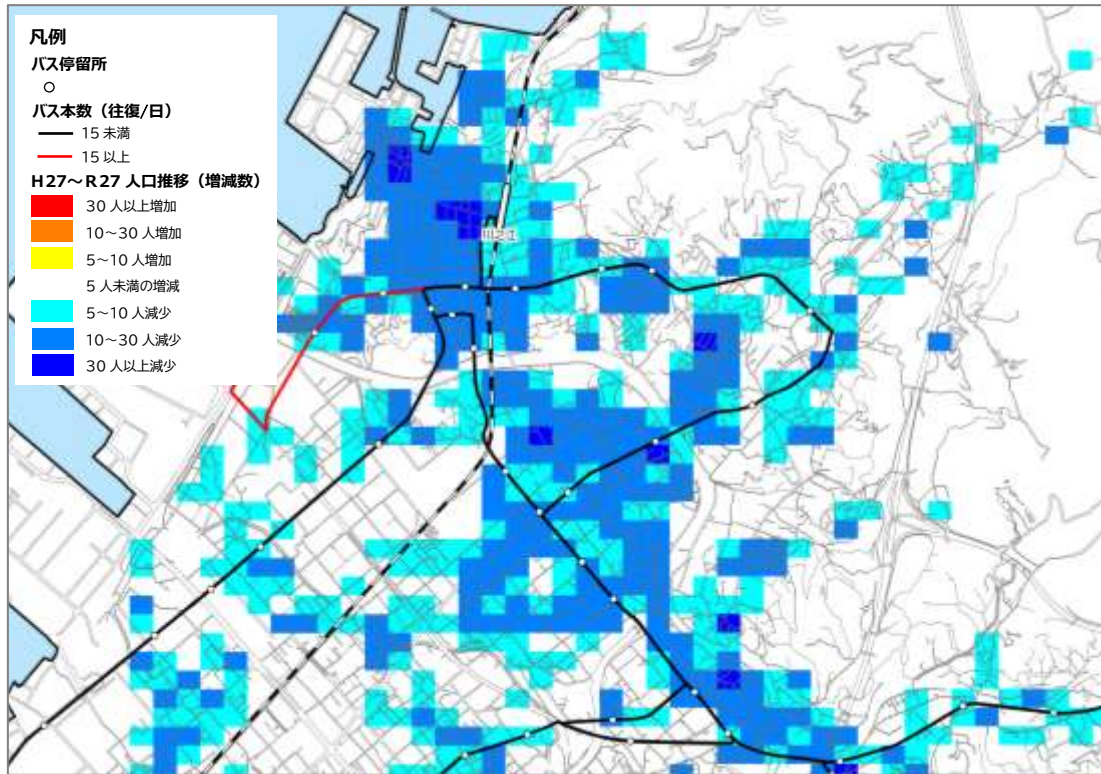 凡例
バス停留所
バス本数（往復/日）
15 未満
15 以上
H27～R27 人口推移（増減数）
30 人以上増加
10～30 人増加
5～10 人増加
5 人未満の増減
5～10 人減少
10～30 人減少
30 人以上減少
川之江